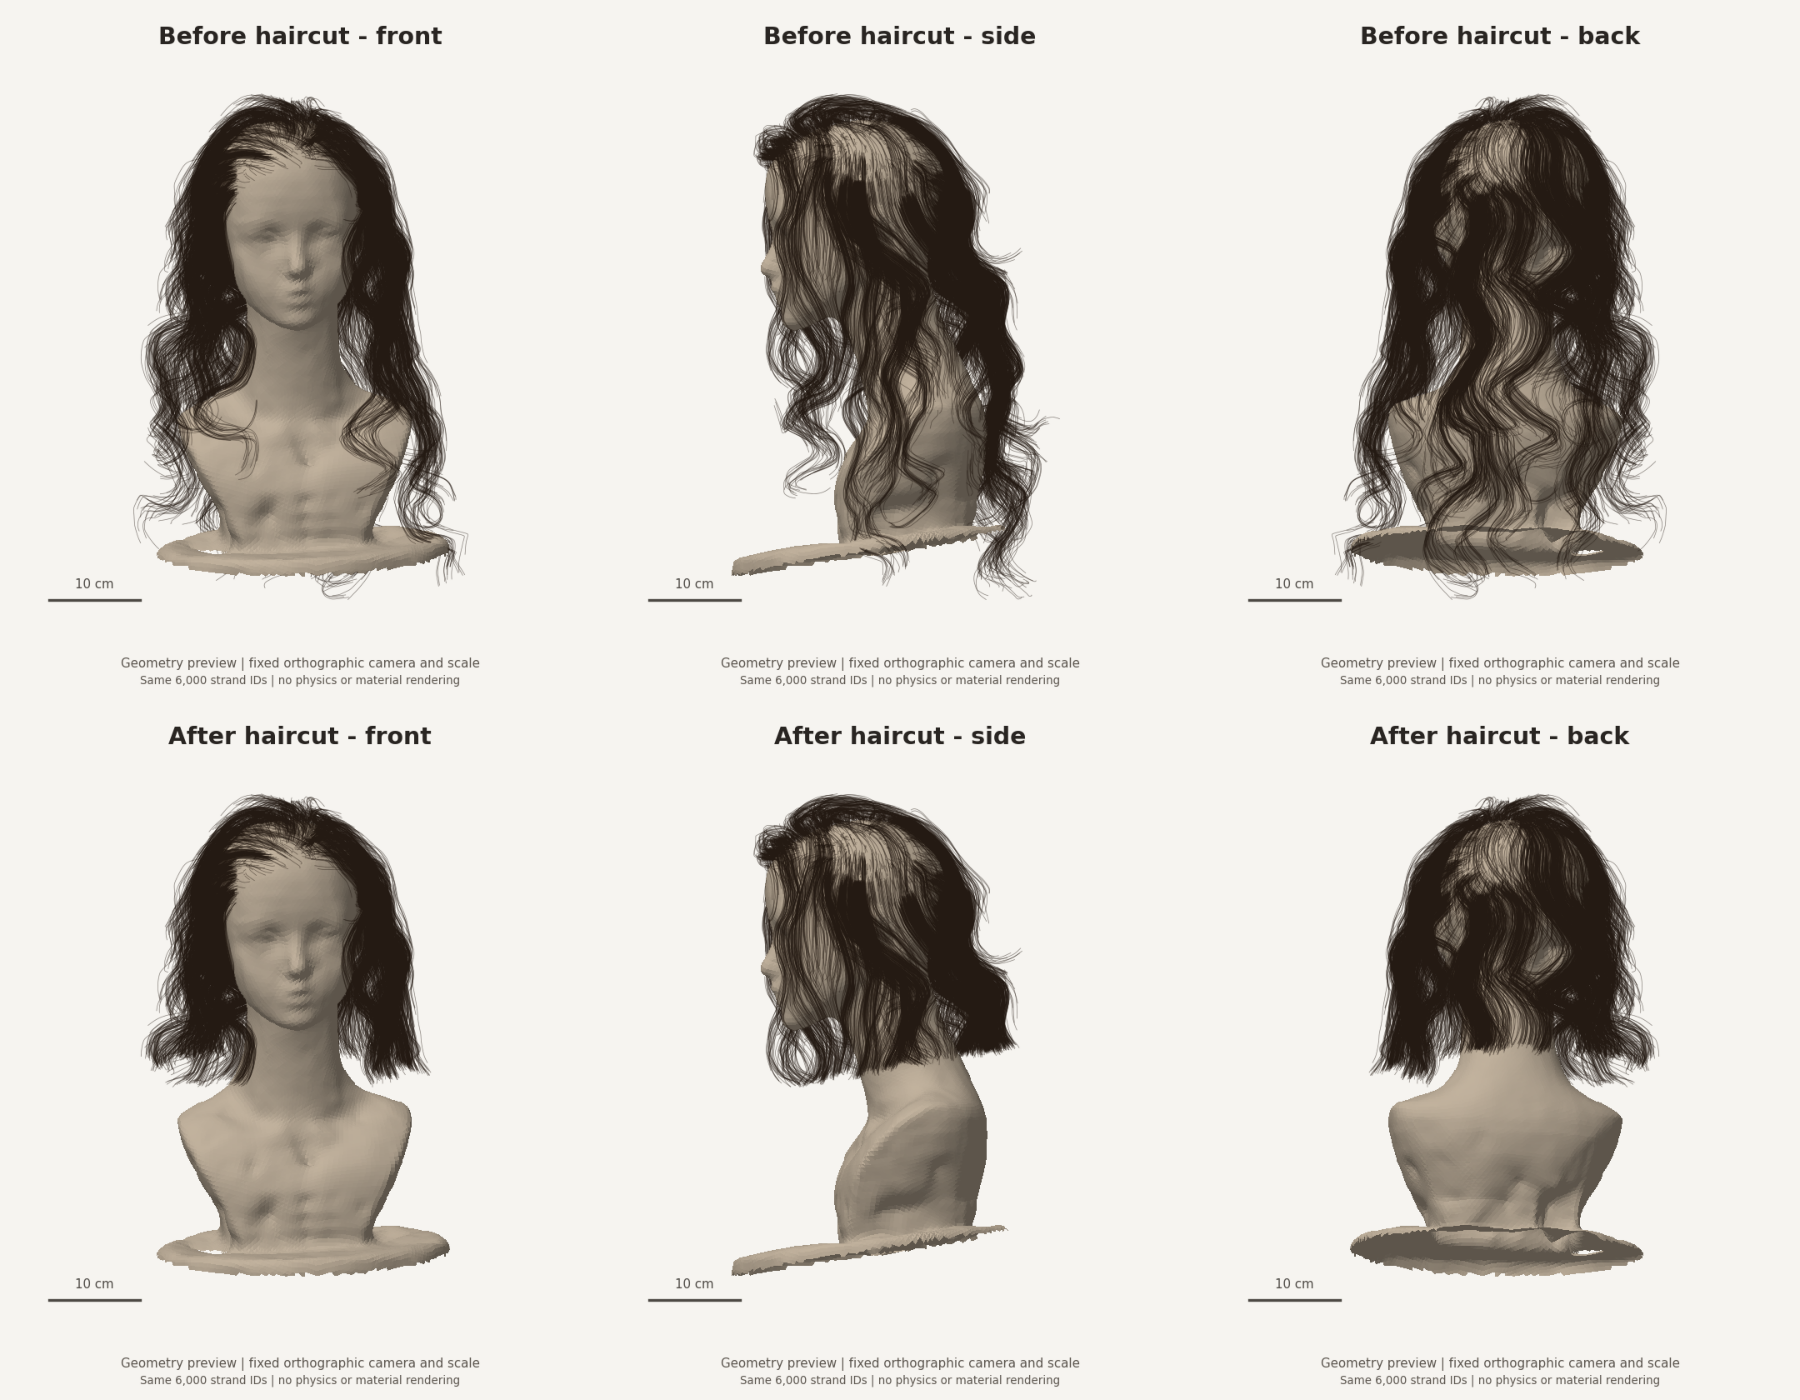 Before haircut - front
Before haircut - side
Before haircut - back
10 cm
10 cm
10 cm
Geometry preview | fixed orthographic camera and scale
Same 6,000 strand IDs | no physics or material rendering
Geometry preview | fixed orthographic camera and scale
Same 6,000 strand IDs | no physics or material rendering
Geometry preview | fixed orthographic camera and scale
Same 6,000 strand IDs | no physics or material rendering
After haircut - front
After haircut - side
After haircut - back
10 cm
10 cm
10 cm
Geometry preview | fixed orthographic camera and scale
Same 6,000 strand IDs | no physics or material rendering
Geometry preview | fixed orthographic camera and scale
Same 6,000 strand IDs | no physics or material rendering
Geometry preview | fixed orthographic camera and scale
Same 6,000 strand IDs | no physics or material rendering